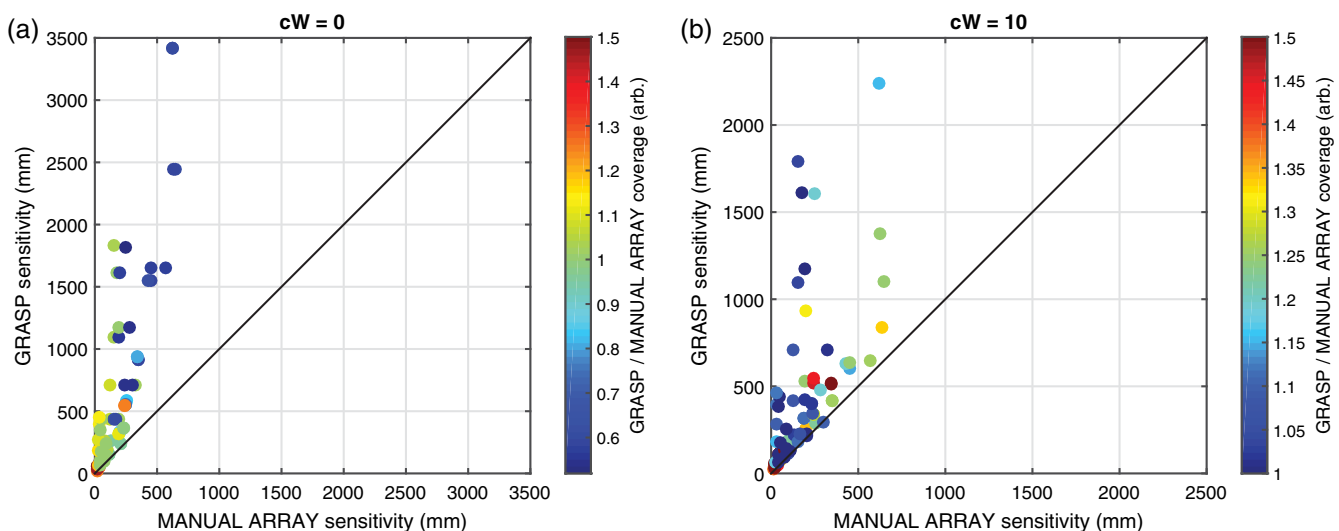 (a)
cW = 0
3500
3000
2500
2000
1500
1000
500
0
GRASP sensitivity (mm)
0 500 1000 1500 2000 2500 3000 3500
MANUAL ARRAY sensitivity (mm)
1.5
1.4
1.3
1.2
1.1
1
0.9
0.8
0.7
0.6
GRASP / MANUAL ARRAY coverage (arb.)
(b)
cW = 10
2500
2000
1500
1000
500
0
GRASP sensitivity (mm)
0 500 1000 1500 2000 2500
MANUAL ARRAY sensitivity (mm)
1.5
1.45
1.4
1.35
1.3
1.25
1.2
1.15
1.1
1.05
1
GRASP / MANUAL ARRAY coverage (arb.)